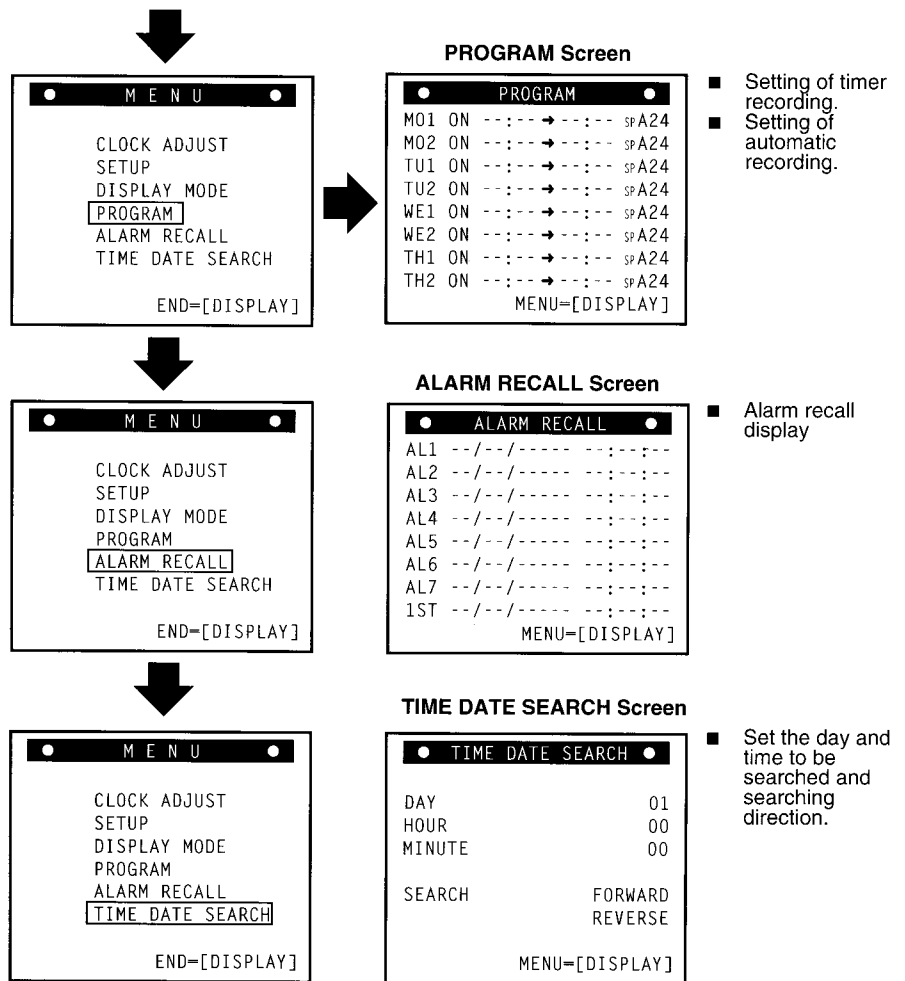 PROGRAM Screen
● M E N U ●
CLOCK ADJUST
SETUP
DISPLAY MODE
PROGRAM
ALARM RECALL
TIME DATE SEARCH
END=[DISPLAY]
● PROGRAM ●
MO1 ON --:-- ➔ --:-- SP A24
MO2 ON --:-- ➔ --:-- SP A24
TU1 ON --:-- ➔ --:-- SP A24
TU2 ON --:-- ➔ --:-- SP A24
WE1 ON --:-- ➔ --:-- SP A24
WE2 ON --:-- ➔ --:-- SP A24
TH1 ON --:-- ➔ --:-- SP A24
TH2 ON --:-- ➔ --:-- SP A24
MENU=[DISPLAY]
■ Setting of timer
recording.
■ Setting of
automatic
recording.
ALARM RECALL Screen
● M E N U ●
CLOCK ADJUST
SETUP
DISPLAY MODE
PROGRAM
ALARM RECALL
TIME DATE SEARCH
END=[DISPLAY]
● ALARM RECALL ●
AL1 --/--/----- --:--:--
AL2 --/--/----- --:--:--
AL3 --/--/----- --:--:--
AL4 --/--/----- --:--:--
AL5 --/--/----- --:--:--
AL6 --/--/----- --:--:--
AL7 --/--/----- --:--:--
1ST --/--/----- --:--:--
MENU=[DISPLAY]
■ Alarm recall
display
TIME DATE SEARCH Screen
● M E N U ●
CLOCK ADJUST
SETUP
DISPLAY MODE
PROGRAM
ALARM RECALL
TIME DATE SEARCH
END=[DISPLAY]
● TIME DATE SEARCH ●
DAY 01
HOUR 00
MINUTE 00
SEARCH FORWARD
REVERSE
MENU=[DISPLAY]
■ Set the day and
time to be
searched and
searching
direction.